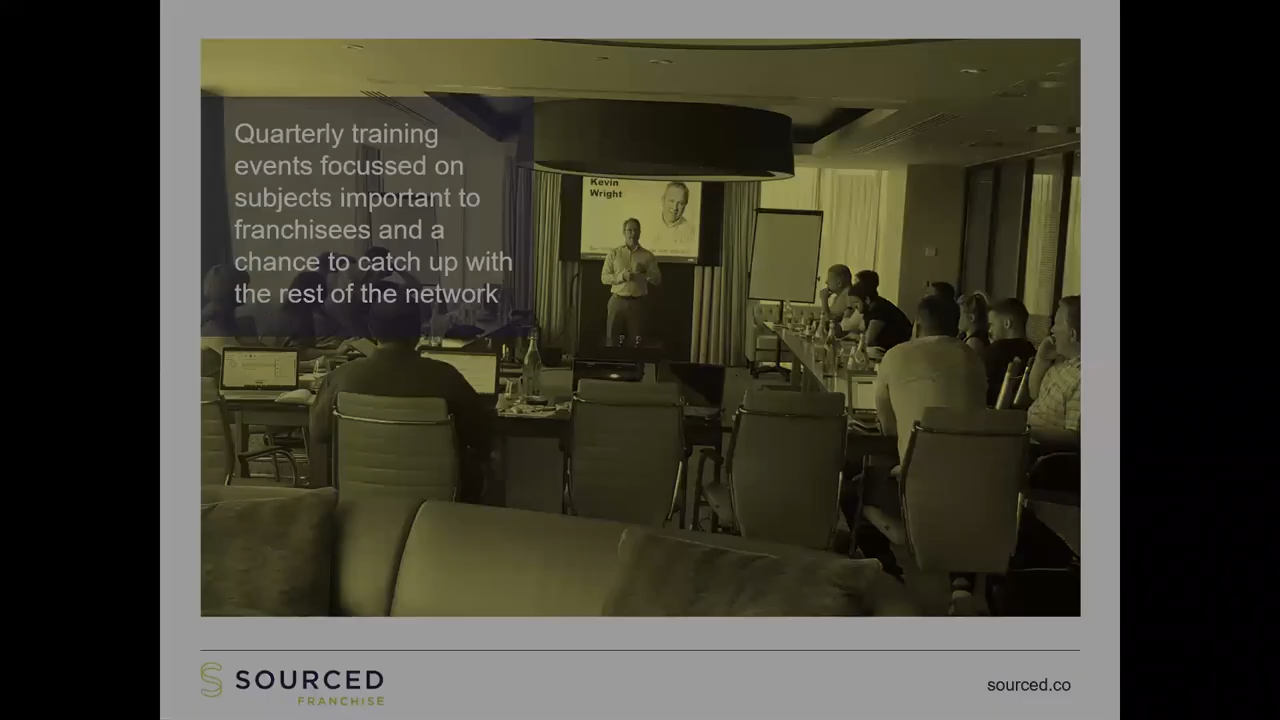 Quarterly training
events focussed on
subjects important to
franchisees and a
chance to catch up with
the rest of the network
Kevin
Wright
SOURCED
FRANCHISE
sourced.co